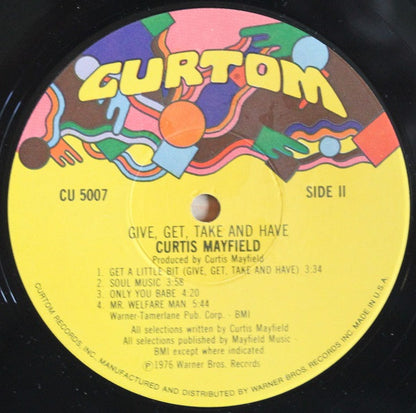 CURTOM
CU 5007
SIDE II
GIVE, GET, TAKE AND HAVE
CURTIS MAYFIELD
Produced by Curtis Mayfield
1. GET A LITTLE BIT (GIVE, GET, TAKE AND HAVE) 3:34
2. SOUL MUSIC 3:58
3. ONLY YOU BABE 4:20
4. MR. WELFARE MAN 5:44
Warner-Tamerlane Pub. Corp. - BMI
All selections written by Curtis Mayfield
All selections published by Mayfield Music -
BMI except where indicated.
Ⓟ1976 Warner Bros. Records
CURTOM RECORDS, INC. MANUFACTURED AND DISTRIBUTED BY WARNER BROS. RECORDS INC. MADE IN U.S.A.